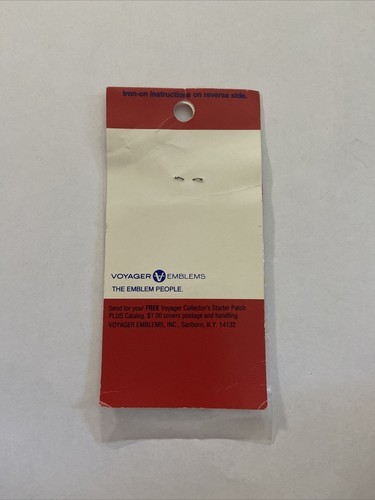 Iron-on instructions on reverse side.
VOYAGER EMBLEMS
THE EMBLEM PEOPLE.
Send for your FREE Voyager Collector's Starter Patch
PLUS Catalog. $1.00 covers postage and handling.
VOYAGER EMBLEMS, INC., Sanborn, N.Y. 14132